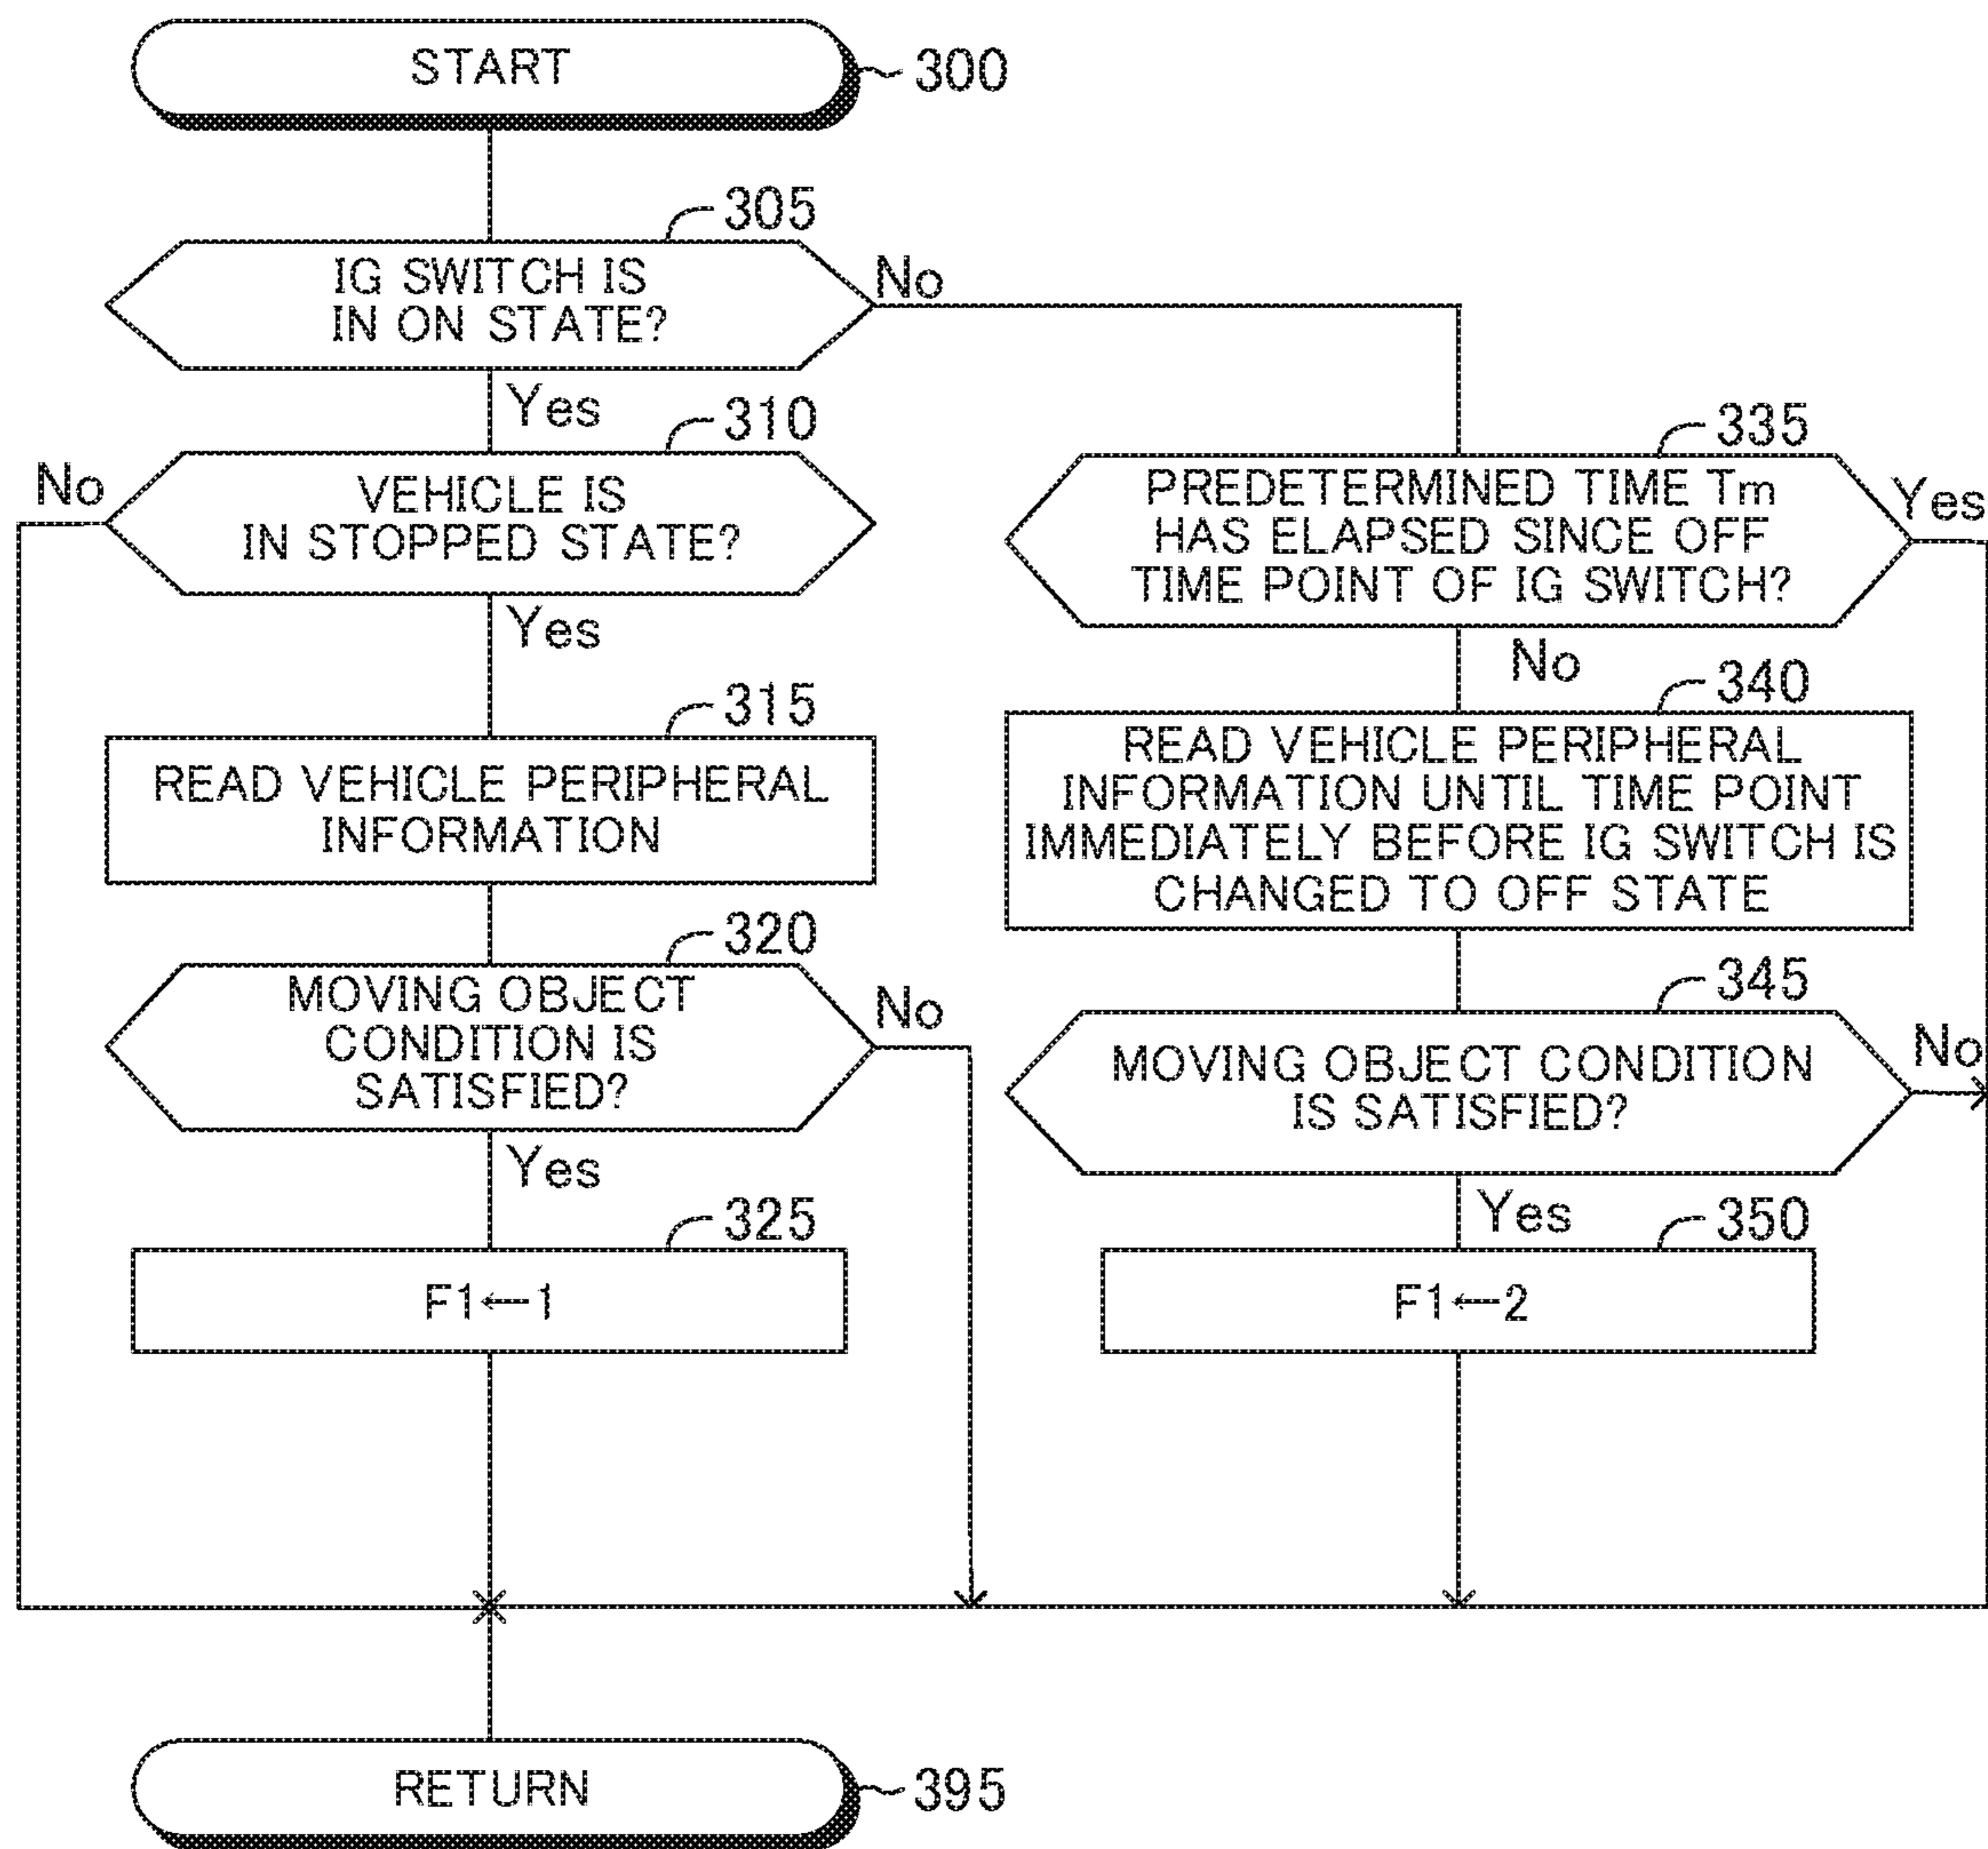 START
300
305
IG SWITCH IS
IN ON STATE?
No
Yes
310
VEHICLE IS
IN STOPPED STATE?
No
Yes
315
READ VEHICLE PERIPHERAL
INFORMATION
320
MOVING OBJECT
CONDITION IS
SATISFIED?
No
Yes
325
F1←1
335
PREDETERMINED TIME Tm
HAS ELAPSED SINCE OFF
TIME POINT OF IG SWITCH?
Yes
No
340
READ VEHICLE PERIPHERAL
INFORMATION UNTIL TIME POINT
IMMEDIATELY BEFORE IG SWITCH IS
CHANGED TO OFF STATE
345
MOVING OBJECT CONDITION
IS SATISFIED?
No
Yes
350
F1←2
RETURN
395